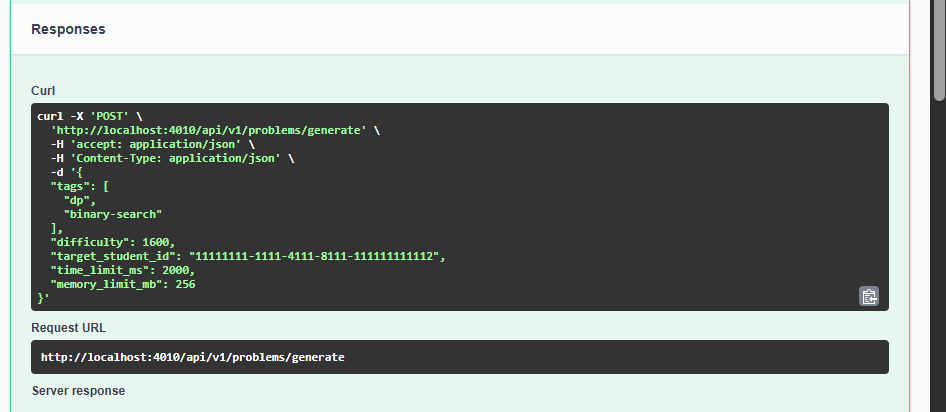 Responses
Curl
curl -X 'POST' \
  'http://localhost:4010/api/v1/problems/generate' \
  -H 'accept: application/json' \
  -H 'Content-Type: application/json' \
  -d '{
  "tags": [
    "dp",
    "binary-search"
  ],
  "difficulty": 1600,
  "target_student_id": "11111111-1111-4111-8111-111111111112",
  "time_limit_ms": 2000,
  "memory_limit_mb": 256
}'
Request URL
http://localhost:4010/api/v1/problems/generate
Server response